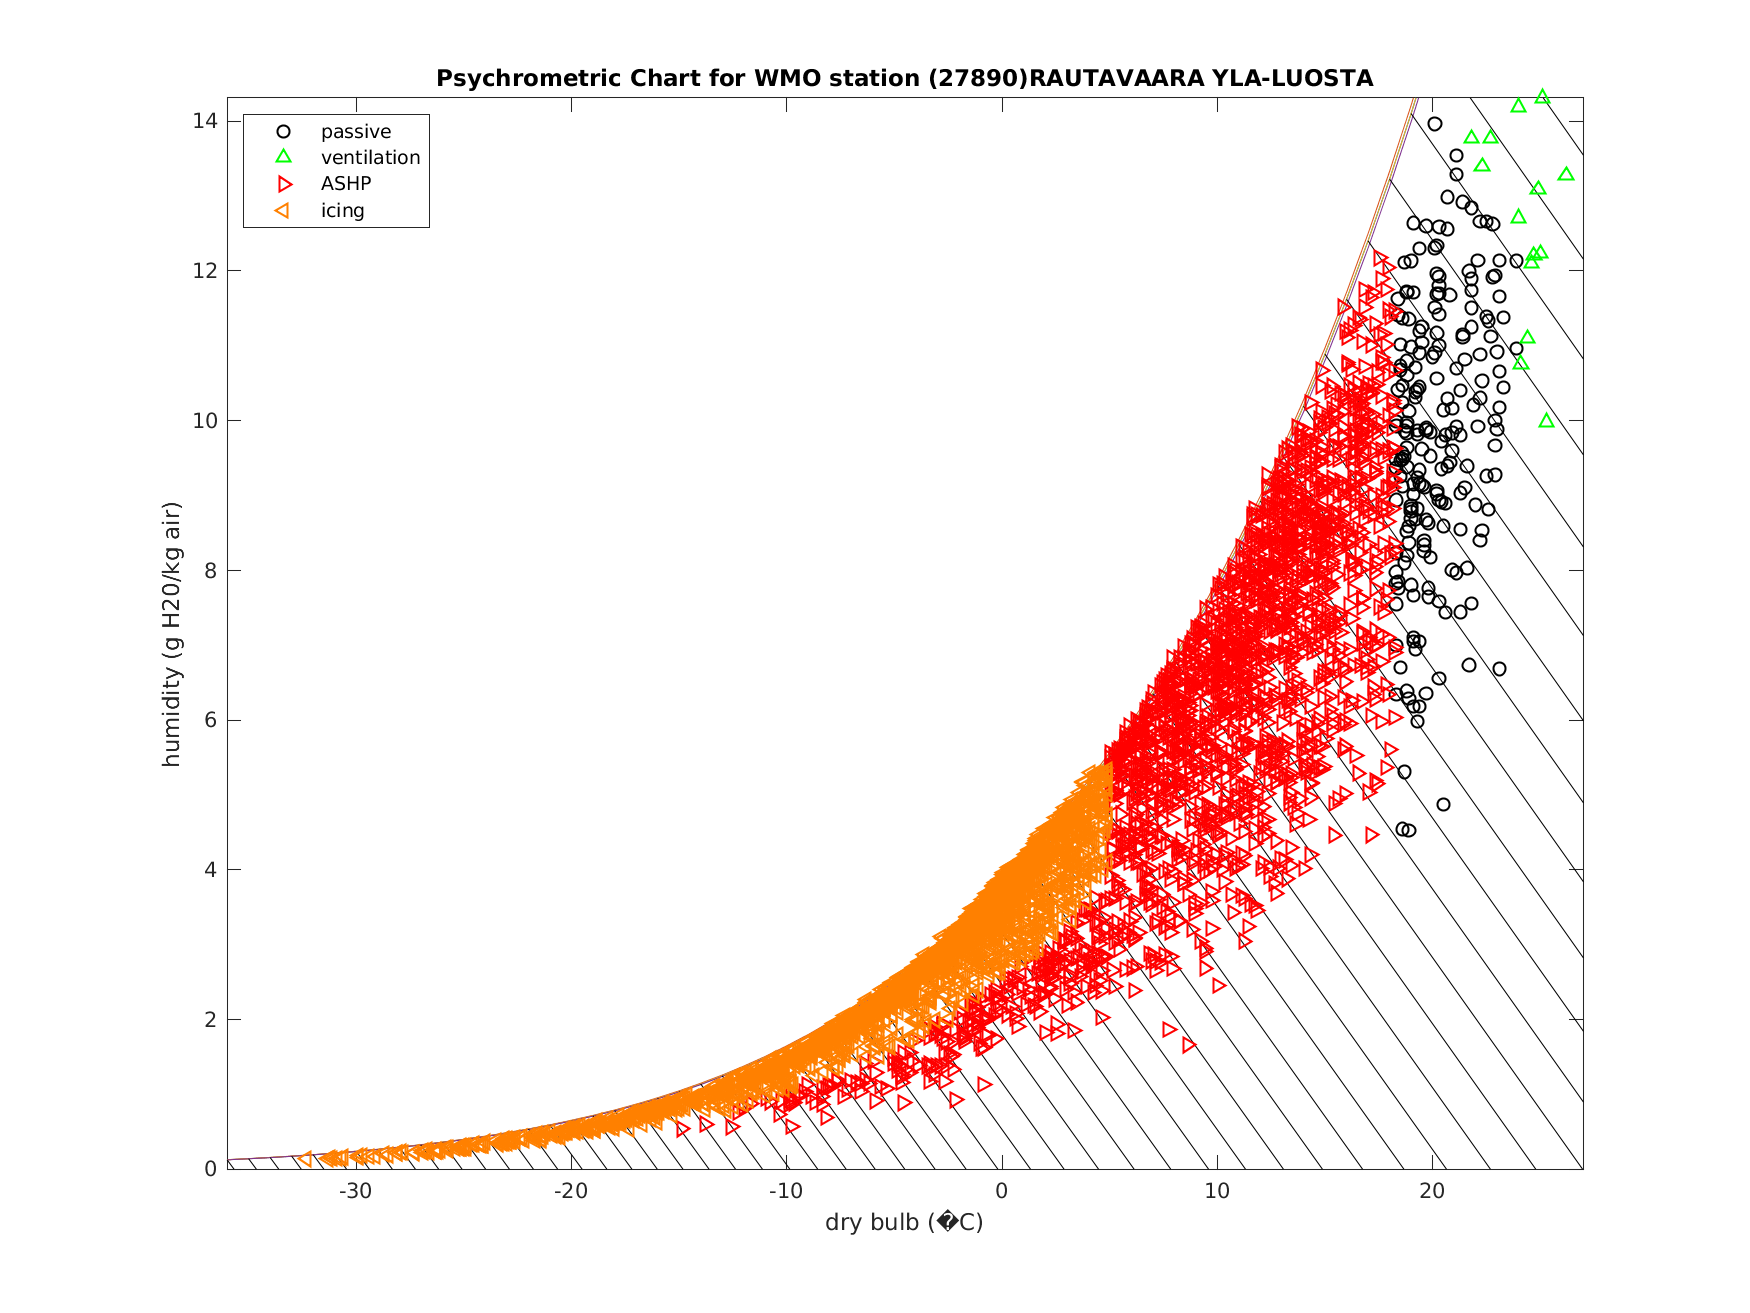 Psychrometric Chart for WMO station (27890)RAUTAVAARA YLA-LUOSTA
passive
ventilation
ASHP
icing
humidity (g H20/kg air)
14
12
10
8
6
4
2
0
-30
-20
-10
0
10
20
dry bulb (�C)